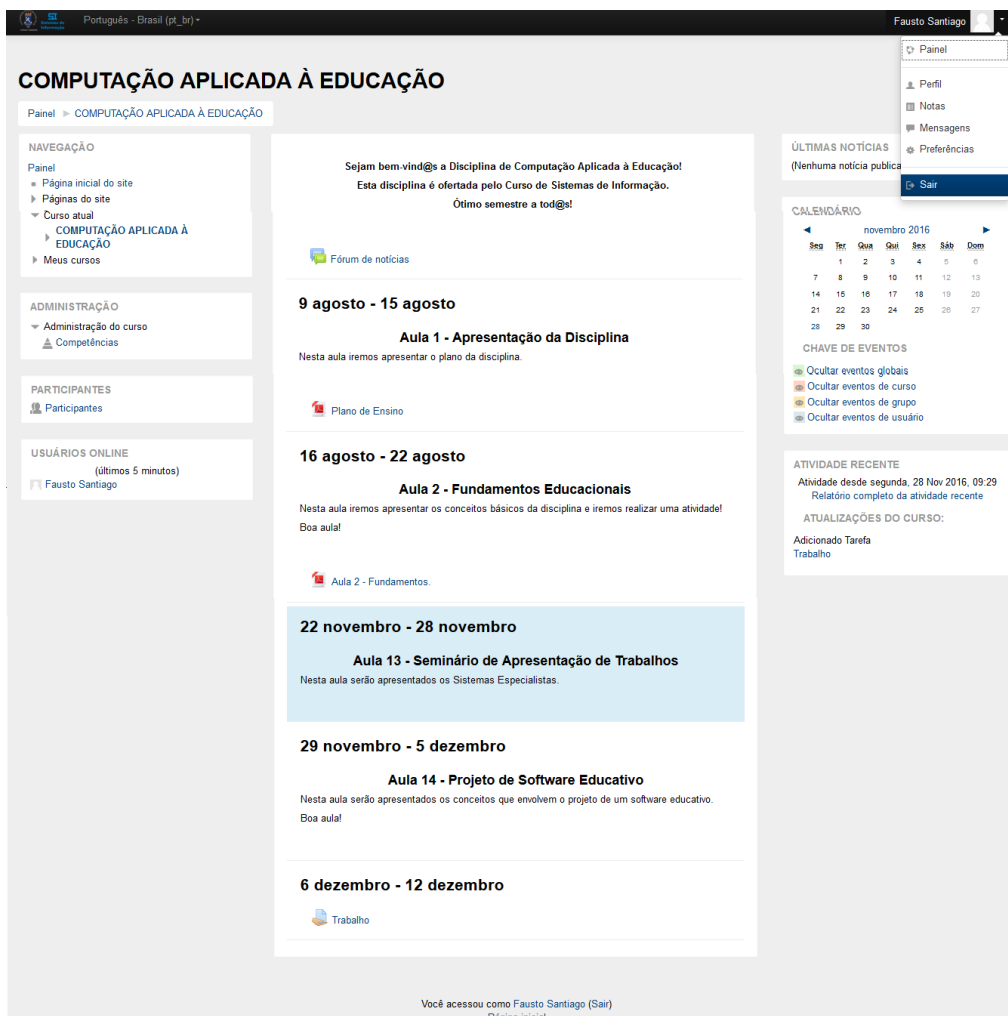 Português - Brasil (pt_br)
Fausto Santiago
Painel
Perfil
Notas
Mensagens
Preferências
Sair
COMPUTAÇÃO APLICADA À EDUCAÇÃO
Painel COMPUTAÇÃO APLICADA À EDUCAÇÃO
NAVEGAÇÃO
Painel
Página inicial do site
Páginas do site
Curso atual
COMPUTAÇÃO APLICADA À
EDUCAÇÃO
Meus cursos
ADMINISTRAÇÃO
Administração do curso
Competências
PARTICIPANTES
Participantes
USUÁRIOS ONLINE
(últimos 5 minutos)
Fausto Santiago
Sejam bem-vind@s a Disciplina de Computação Aplicada à Educação!
Esta disciplina é ofertada pelo Curso de Sistemas de Informação.
Ótimo semestre a tod@s!
Fórum de notícias
9 agosto - 15 agosto
Aula 1 - Apresentação da Disciplina
Nesta aula iremos apresentar o plano da disciplina.
Plano de Ensino
16 agosto - 22 agosto
Aula 2 - Fundamentos Educacionais
Nesta aula iremos apresentar os conceitos básicos da disciplina e iremos realizar uma atividade!
Boa aula!
Aula 2 - Fundamentos.
22 novembro - 28 novembro
Aula 13 - Seminário de Apresentação de Trabalhos
Nesta aula serão apresentados os Sistemas Especialistas.
29 novembro - 5 dezembro
Aula 14 - Projeto de Software Educativo
Nesta aula serão apresentados os conceitos que envolvem o projeto de um software educativo.
Boa aula!
6 dezembro - 12 dezembro
Trabalho
ÚLTIMAS NOTÍCIAS
(Nenhuma notícia publica
CALENDÁRIO
novembro 2016
Seg Ter Qua Qui Sex Sáb Dom
1 2 3 4 5 6
7 8 9 10 11 12 13
14 15 16 17 18 19 20
21 22 23 24 25 26 27
28 29 30
CHAVE DE EVENTOS
Ocultar eventos globais
Ocultar eventos de curso
Ocultar eventos de grupo
Ocultar eventos de usuário
ATIVIDADE RECENTE
Atividade desde segunda, 28 Nov 2016, 09:29
Relatório completo da atividade recente
ATUALIZAÇÕES DO CURSO:
Adicionado Tarefa
Trabalho
Você acessou como Fausto Santiago (Sair)